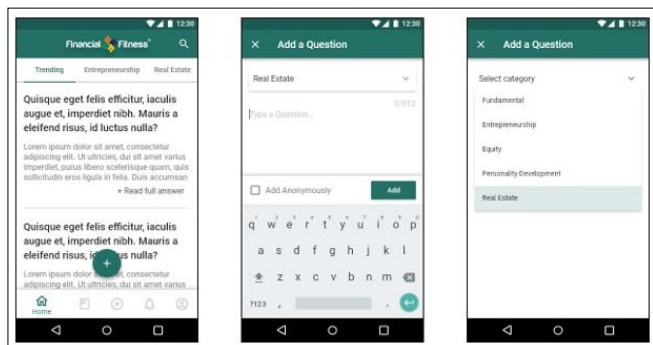 12:30
Financial Fitness
Trending Entrepreneurship Real Estate
Quisque eget felis efficitur, iaculis
augue et, imperdiet nibh. Mauris a
eleifend risus, id luctus nulla?
Lorem ipsum dolor sit amet, consectetur
adipiscing elit. Ut ultricies, dui sit amet varius
imperdiet, purus libero scelerisque quam, quis
sollicitudin eros ligula in felis. Duis accumsan
+ Read full answer
Quisque eget felis efficitur, iaculis
augue et, imperdiet nibh. Mauris a
eleifend risus, us nulla?
Lorem ipsum dolor sit amet, consectetur
adipiscing elit. Ut ultricies, dui sit amet varius
Home
12:30
× Add a Question
Real Estate
0/512
Type a Question...
Add Anonymously Add
q w e r t y u i o p
a s d f g h j k l
z x c v b n m
?123 , .
12:30
× Add a Question
Select category
Fundamental
Entrepreneurship
Equity
Personality Development
Real Estate